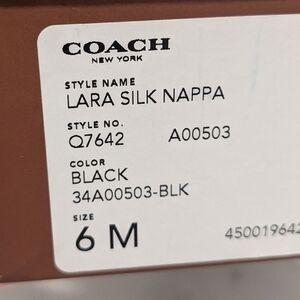 COACH
NEW YORK
STYLE NAME
LARA SILK NAPPA
STYLE NO.
Q7642 A00503
COLOR
BLACK
34A00503-BLK
SIZE
6 M
450019642